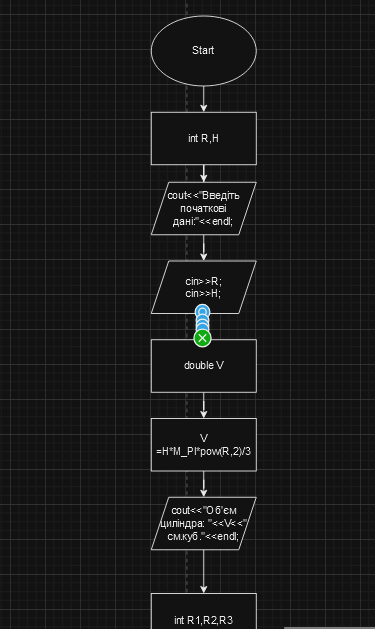 Start
int R,H
cout<<"Введіть
початкові
дані:"<<endl;
cin>>R;
cin>>H;
double V
V
=H*M_PI*pow(R,2)/3
cout<<"Об'єм
циліндра: "<<V<<"
см.куб."<<endl;
int R1,R2,R3